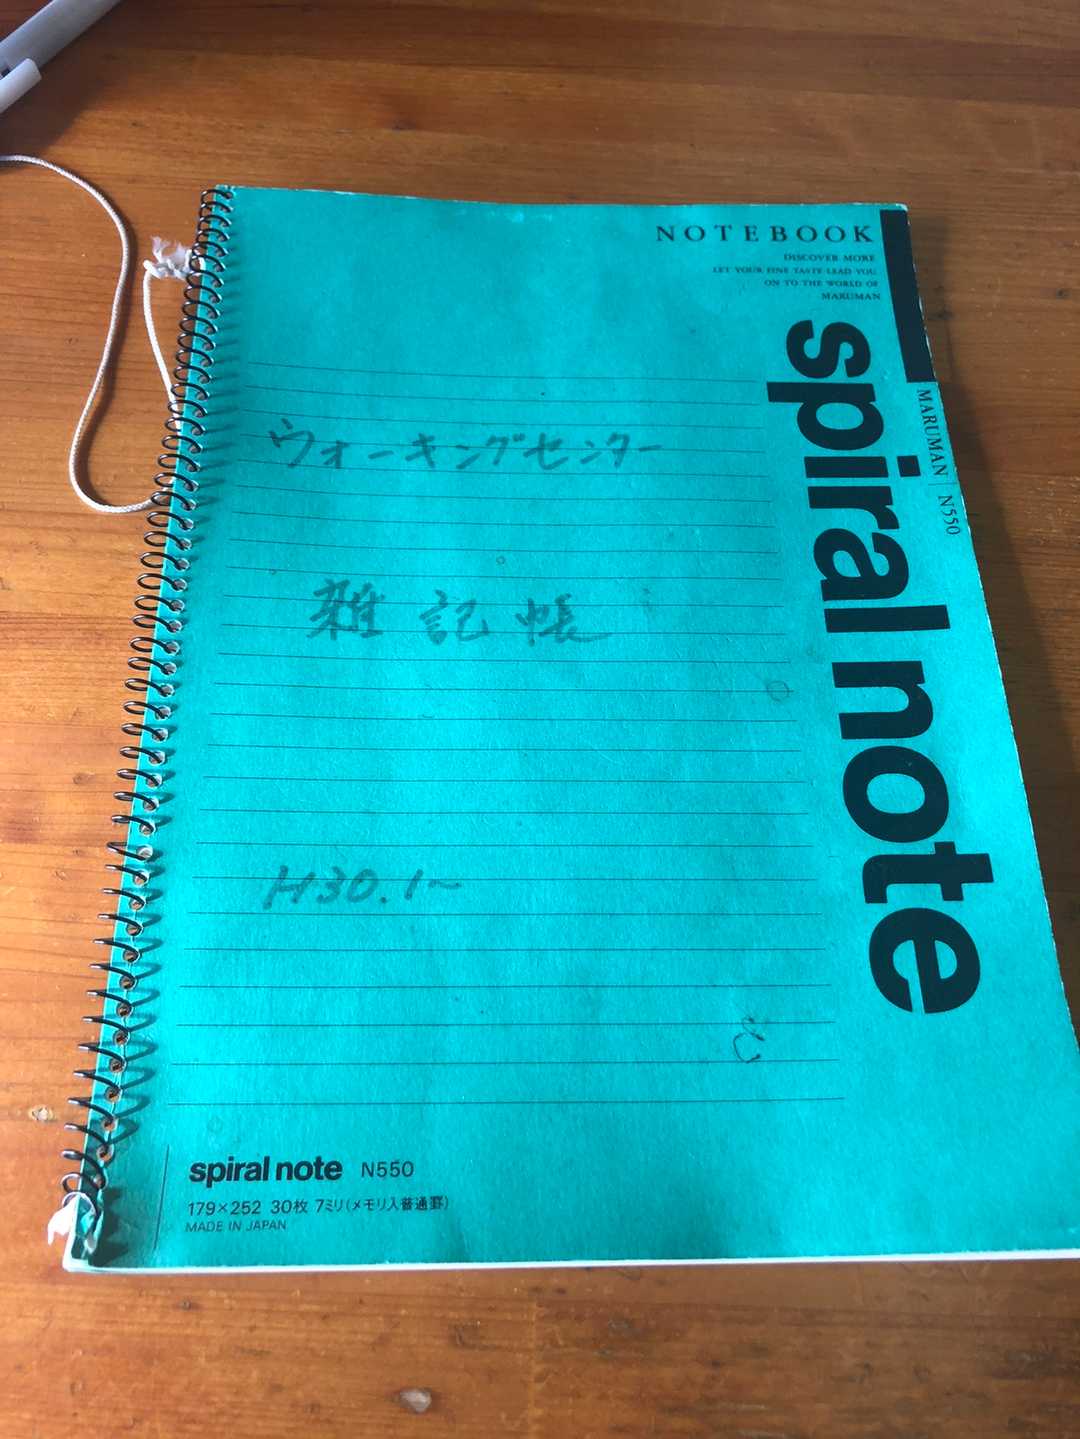 NOTEBOOK
DISCOVER MORE
LET YOUR FINE TASTE LEAD YOU
ON TO THE WORLD OF
MARUMAN
spiral note
MARUMAN | N550
ウォーキングセンター
雑記帳
H30.1~
spiral note N550
179×252 30枚 7ミリ(メモリ入普通罫)
MADE IN JAPAN